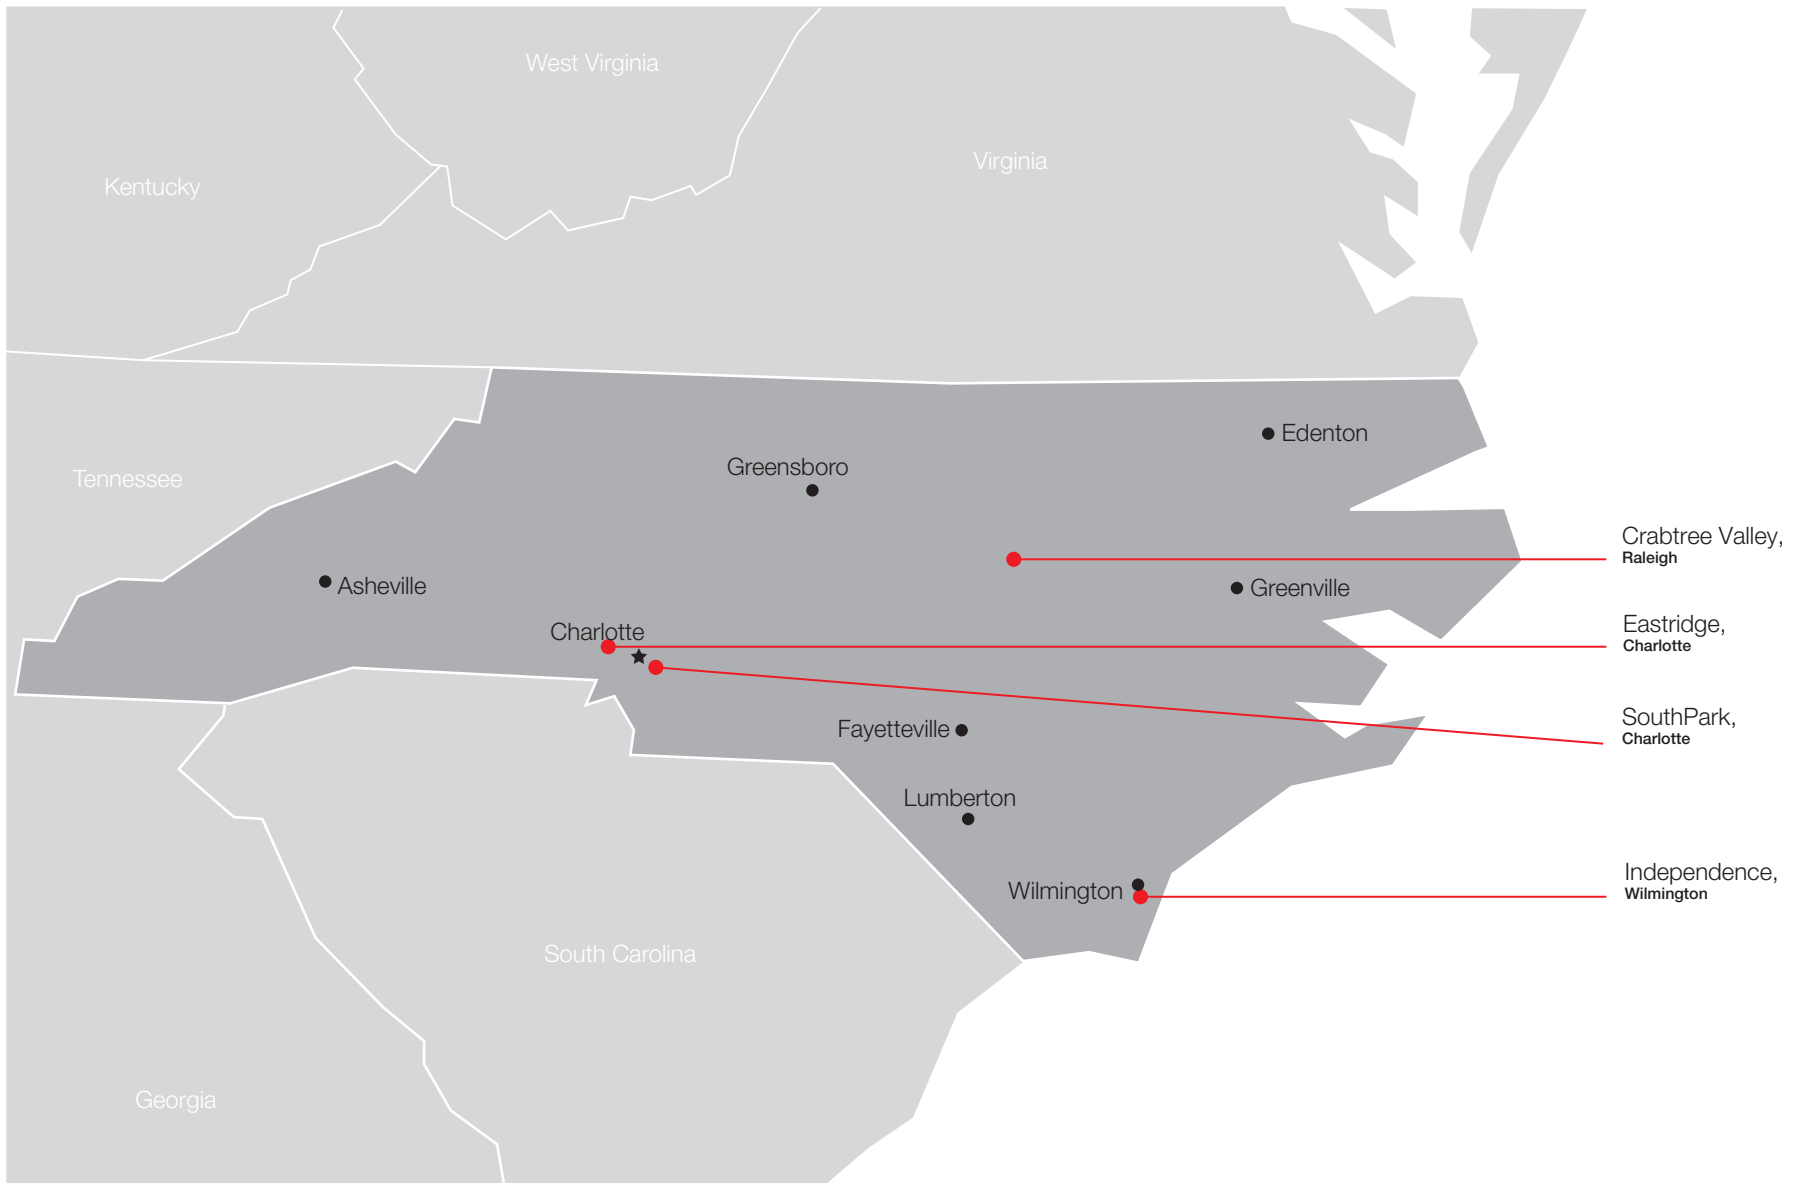 West Virginia
Virginia
Kentucky
Edenton
Greensboro
Tennessee
Crabtree Valley,
Raleigh
Asheville
Greenville
Charlotte
Eastridge,
Charlotte
SouthPark,
Charlotte
Fayetteville
Lumberton
Independence,
Wilmington
Wilmington
South Carolina
Georgia